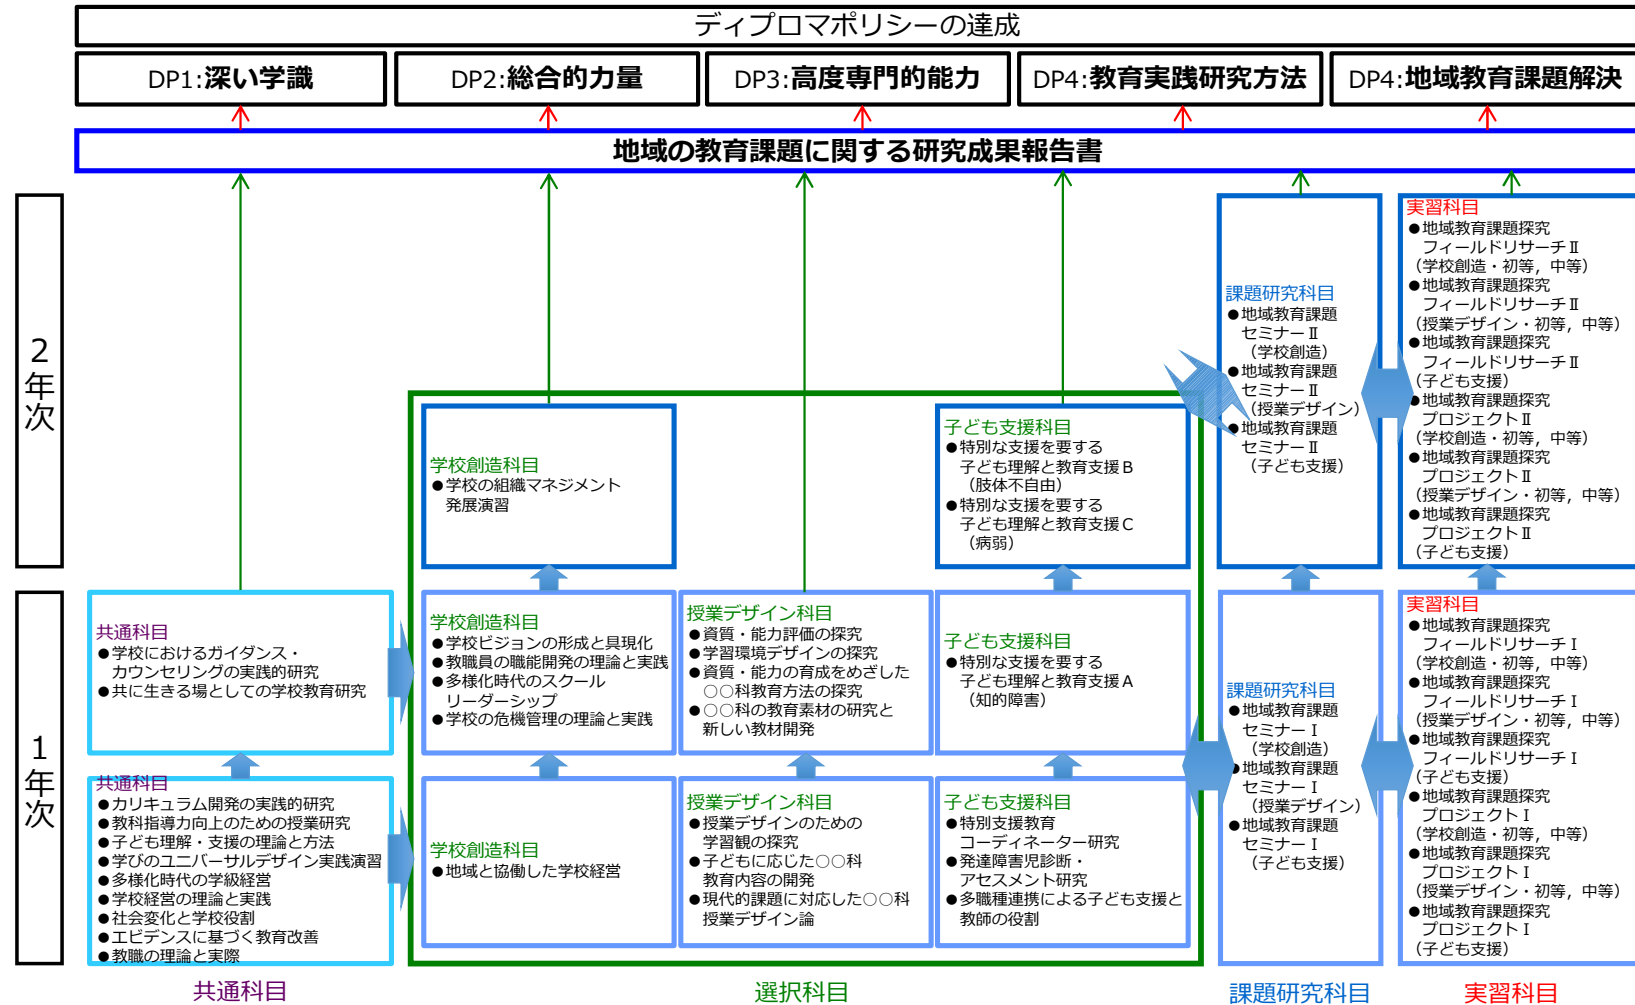 ディプロマポリシーの達成
DP1:深い学識
DP2:総合的力量
DP3:高度専門的能力
DP4:教育実践研究方法
DP4:地域教育課題解決
地域の教育課題に関する研究成果報告書
2年次
学校創造科目
●学校の組織マネジメント
発展演習
子ども支援科目
●特別な支援を要する
子ども理解と教育支援B
（肢体不自由）
●特別な支援を要する
子ども理解と教育支援C
（病弱）
課題研究科目
●地域教育課題
セミナーⅡ
（学校創造）
●地域教育課題
セミナーⅡ
（授業デザイン）
●地域教育課題
セミナーⅡ
（子ども支援）
実習科目
●地域教育課題探究
フィールドリサーチⅡ
（学校創造・初等，中等）
●地域教育課題探究
フィールドリサーチⅡ
（授業デザイン・初等，中等）
●地域教育課題探究
フィールドリサーチⅡ
（子ども支援）
●地域教育課題探究
プロジェクトⅡ
（学校創造・初等，中等）
●地域教育課題探究
プロジェクトⅡ
（授業デザイン・初等，中等）
●地域教育課題探究
プロジェクトⅡ
（子ども支援）
1年次
共通科目
●学校におけるガイダンス・
カウンセリングの実践的研究
●共に生きる場としての学校教育研究
学校創造科目
●学校ビジョンの形成と具現化
●教職員の職能開発の理論と実践
●多様化時代のスクール
リーダーシップ
●学校の危機管理の理論と実践
授業デザイン科目
●資質・能力評価の探究
●学習環境デザインの探究
●資質・能力の育成をめざした
○○科教育方法の探究
●○○科の教育素材の研究と
新しい教材開発
子ども支援科目
●特別な支援を要する
子ども理解と教育支援A
（知的障害）
共通科目
●カリキュラム開発の実践的研究
●教科指導力向上のための授業研究
●子ども理解・支援の理論と方法
●学びのユニバーサルデザイン実践演習
●多様化時代の学級経営
●学校経営の理論と実践
●社会変化と学校役割
●エビデンスに基づく教育改善
●教職の理論と実際
学校創造科目
●地域と協働した学校経営
授業デザイン科目
●授業デザインのための
学習観の探究
●子どもに応じた○○科
教育内容の開発
●現代的課題に対応した○○科
授業デザイン論
子ども支援科目
●特別支援教育
コーディネーター研究
●発達障害児診断・
アセスメント研究
●多職種連携による子ども支援と
教師の役割
課題研究科目
●地域教育課題
セミナーⅠ
（学校創造）
●地域教育課題
セミナーⅠ
（授業デザイン）
●地域教育課題
セミナーⅠ
（子ども支援）
実習科目
●地域教育課題探究
フィールドリサーチⅠ
（学校創造・初等，中等）
●地域教育課題探究
フィールドリサーチⅠ
（授業デザイン・初等，中等）
●地域教育課題探究
フィールドリサーチⅠ
（子ども支援）
●地域教育課題探究
プロジェクトⅠ
（学校創造・初等，中等）
●地域教育課題探究
プロジェクトⅠ
（授業デザイン・初等，中等）
●地域教育課題探究
プロジェクトⅠ
（子ども支援）
共通科目
選択科目
課題研究科目
実習科目